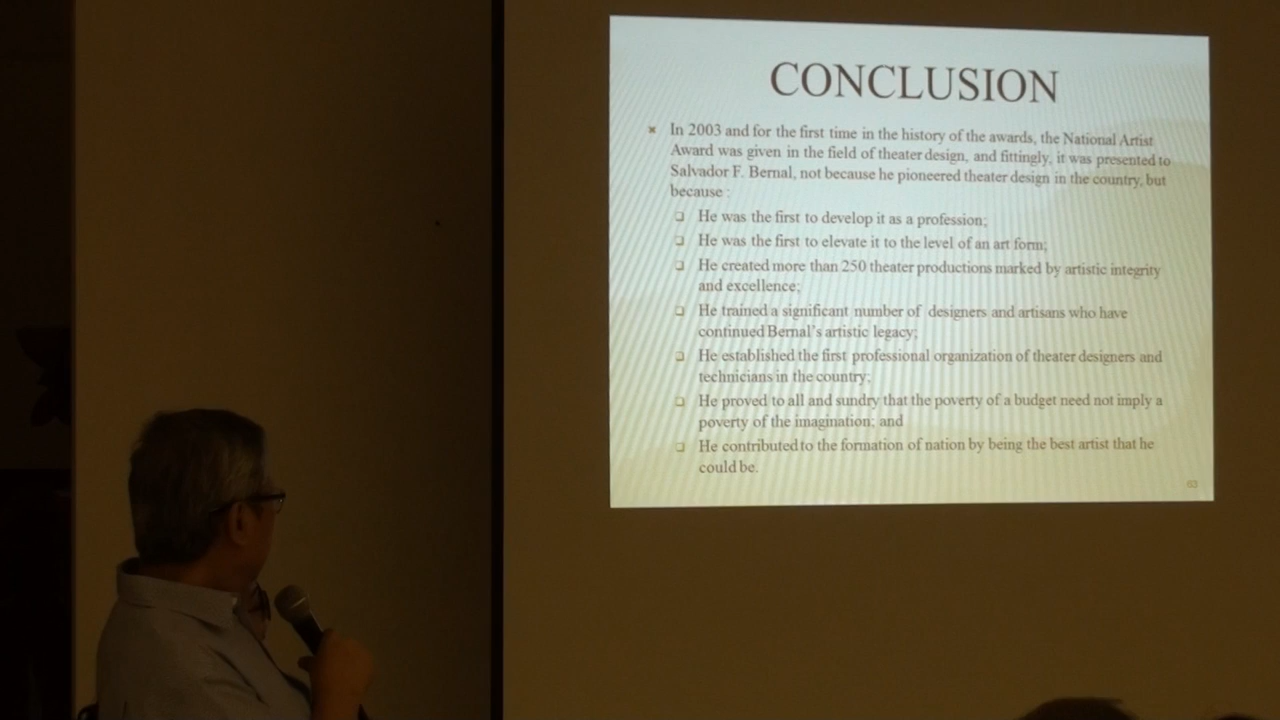 CONCLUSION
In 2003 and for the first time in the history of the awards, the National Artist
Award was given in the field of theater design, and fittingly, it was presented to
Salvador F. Bernal, not because he pioneered theater design in the country, but
because :
He was the first to develop it as a profession;
He was the first to elevate it to the level of an art form;
He created more than 250 theater productions marked by artistic integrity
and excellence;
He trained a significant number of designers and artisans who have
continued Bernal's artistic legacy;
He established the first professional organization of theater designers and
technicians in the country;
He proved to all and sundry that the poverty of a budget need not imply a
poverty of the imagination; and
He contributed to the formation of nation by being the best artist that he
could be.
63